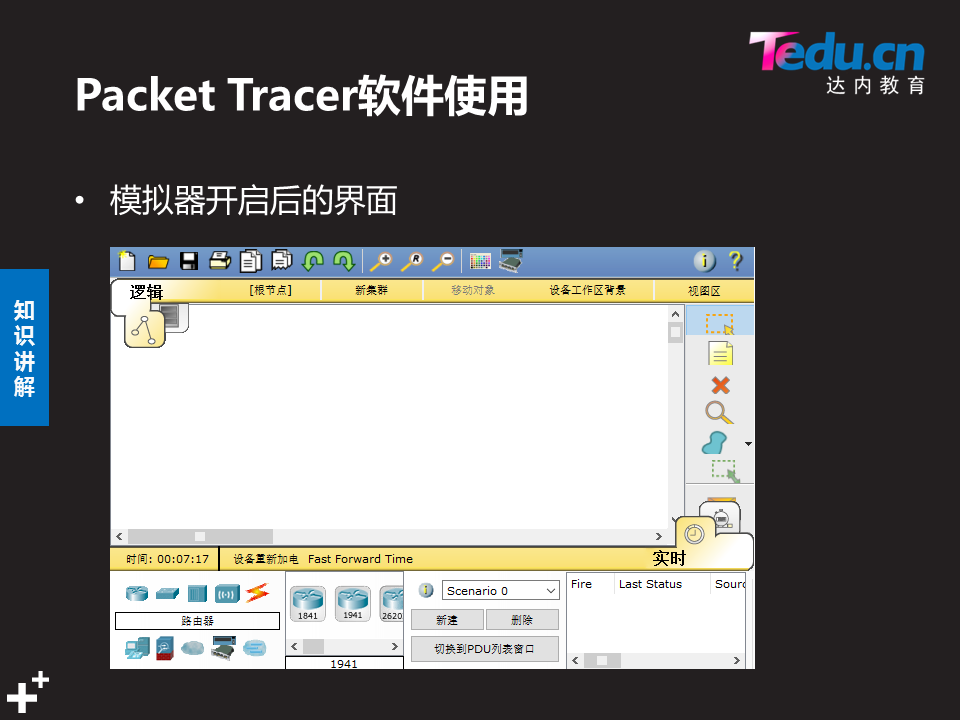 Tedu.cn
达内教育
Packet Tracer软件使用
• 模拟器开启后的界面
知识讲解
逻辑 [根节点] 新集群 移动对象 设备工作区背景 视图区
时间: 00:07:17 设备重新加电 Fast Forward Time 实时
Fire Last Status Sourc
Scenario 0
1841 1941 2620
新建 删除
路由器
切换到PDU列表窗口
1941